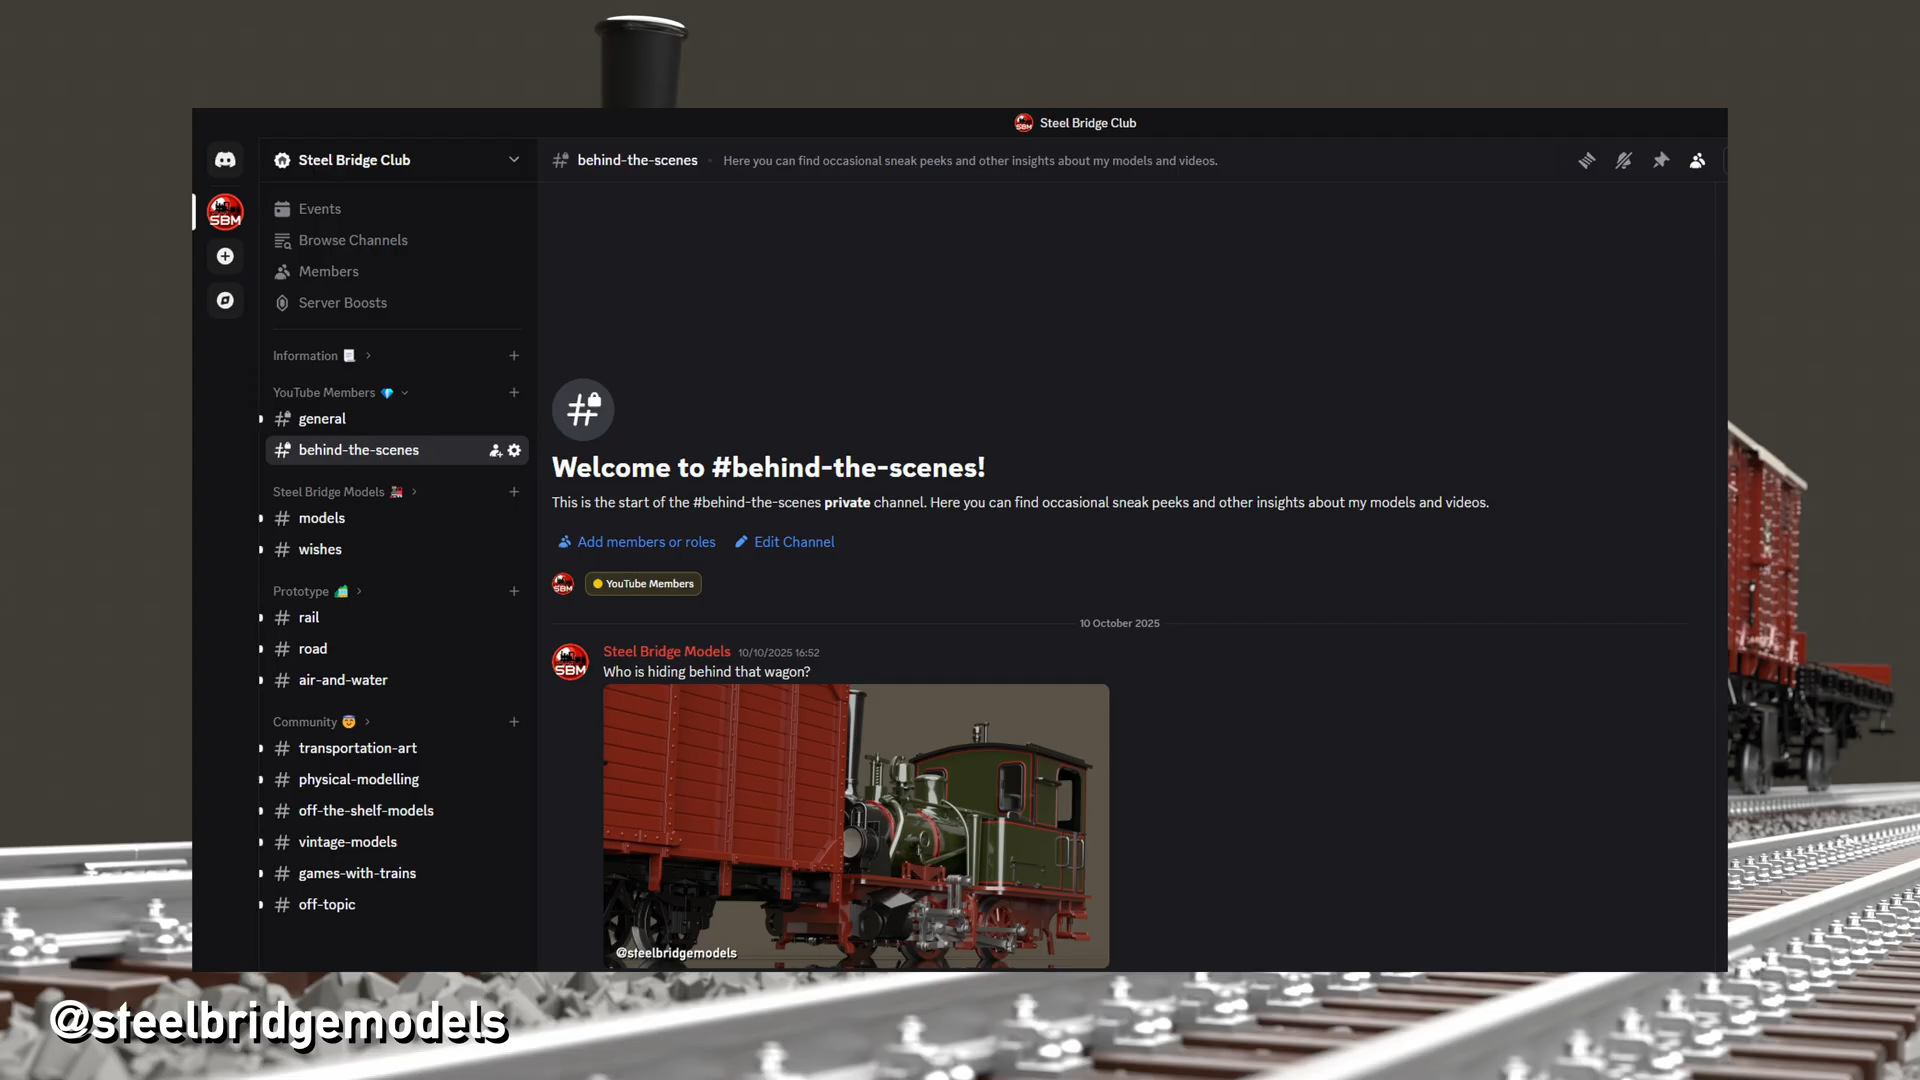 Steel Bridge Club
Steel Bridge Club
behind-the-scenes
Here you can find occasional sneak peeks and other insights about my models and videos.
SBM
Events
Browse Channels
Members
Server Boosts
Information
YouTube Members
general
behind-the-scenes
Steel Bridge Models
models
wishes
Prototype
rail
road
air-and-water
Community
transportation-art
physical-modelling
off-the-shelf-models
vintage-models
games-with-trains
off-topic
Welcome to #behind-the-scenes!
This is the start of the #behind-the-scenes private channel. Here you can find occasional sneak peeks and other insights about my models and videos.
Add members or roles Edit Channel
SBM YouTube Members
10 October 2025
SBM
Steel Bridge Models 10/10/2025 16:52
Who is hiding behind that wagon?
@steelbridgemodels
@steelbridgemodels